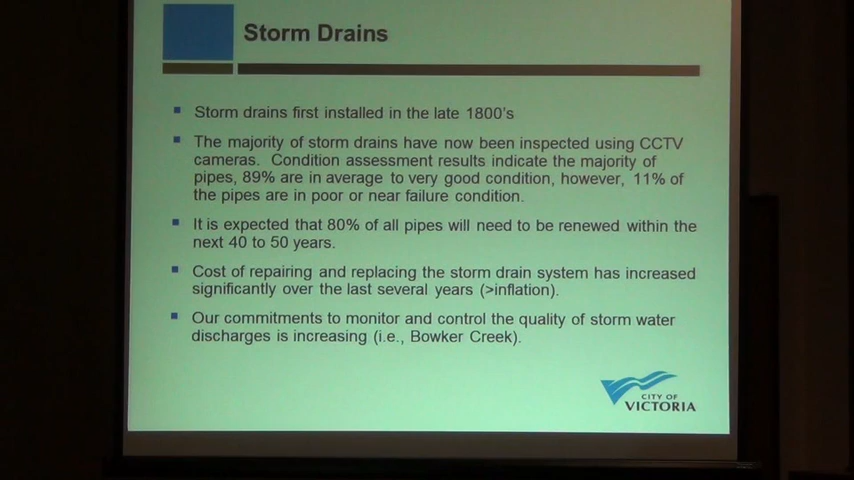 Storm Drains
Storm drains first installed in the late 1800's
The majority of storm drains have now been inspected using CCTV
cameras. Condition assessment results indicate the majority of
pipes, 89% are in average to very good condition, however, 11% of
the pipes are in poor or near failure condition.
It is expected that 80% of all pipes will need to be renewed within the
next 40 to 50 years.
Cost of repairing and replacing the storm drain system has increased
significantly over the last several years (>inflation).
Our commitments to monitor and control the quality of storm water
discharges is increasing (i.e., Bowker Creek).
CITY OF
VICTORIA